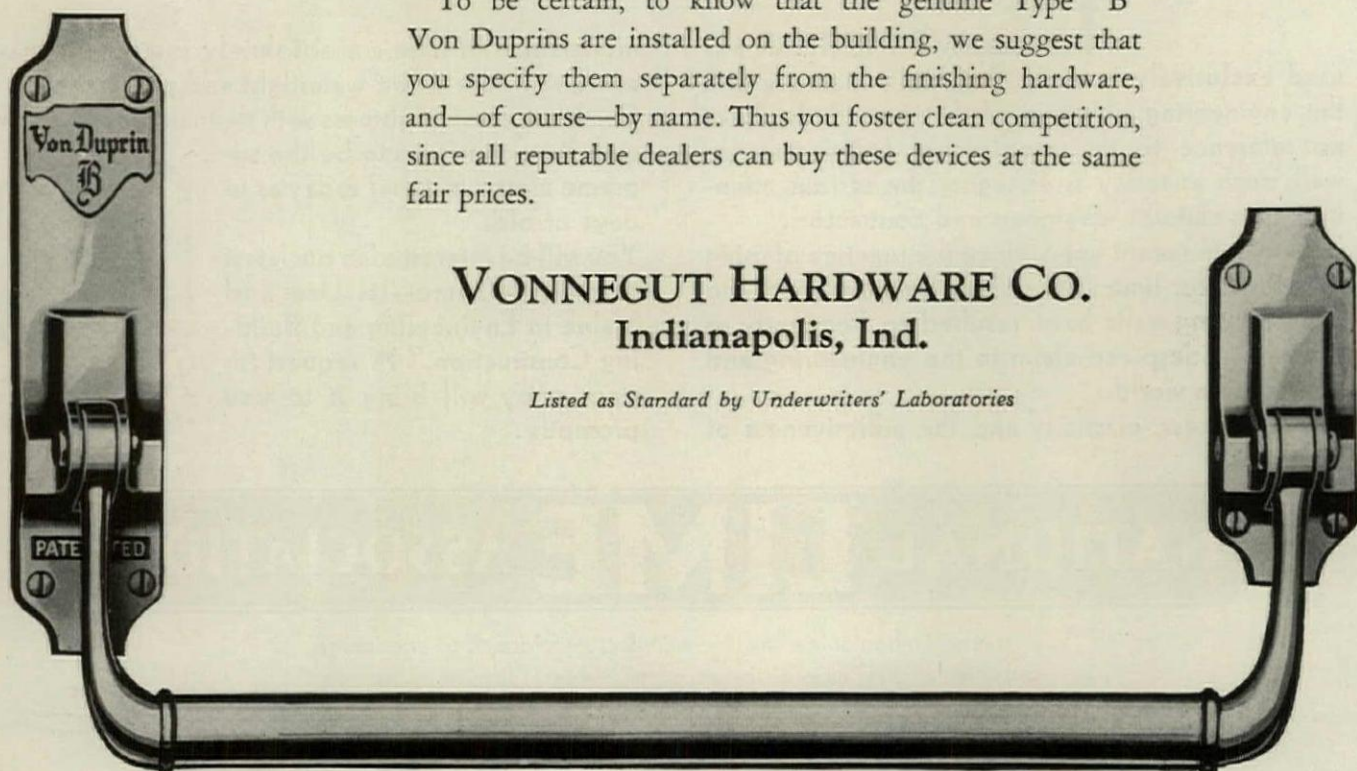 To be certain, to know that the genuine Type "B"
Von Duprins are installed on the building, we suggest that
you specify them separately from the finishing hardware,
and—of course—by name. Thus you foster clean competition,
since all reputable dealers can buy these devices at the same
fair prices.
VONNEGUT HARDWARE CO.
Indianapolis, Ind.
Listed as Standard by Underwriters' Laboratories
Von Duprin
B